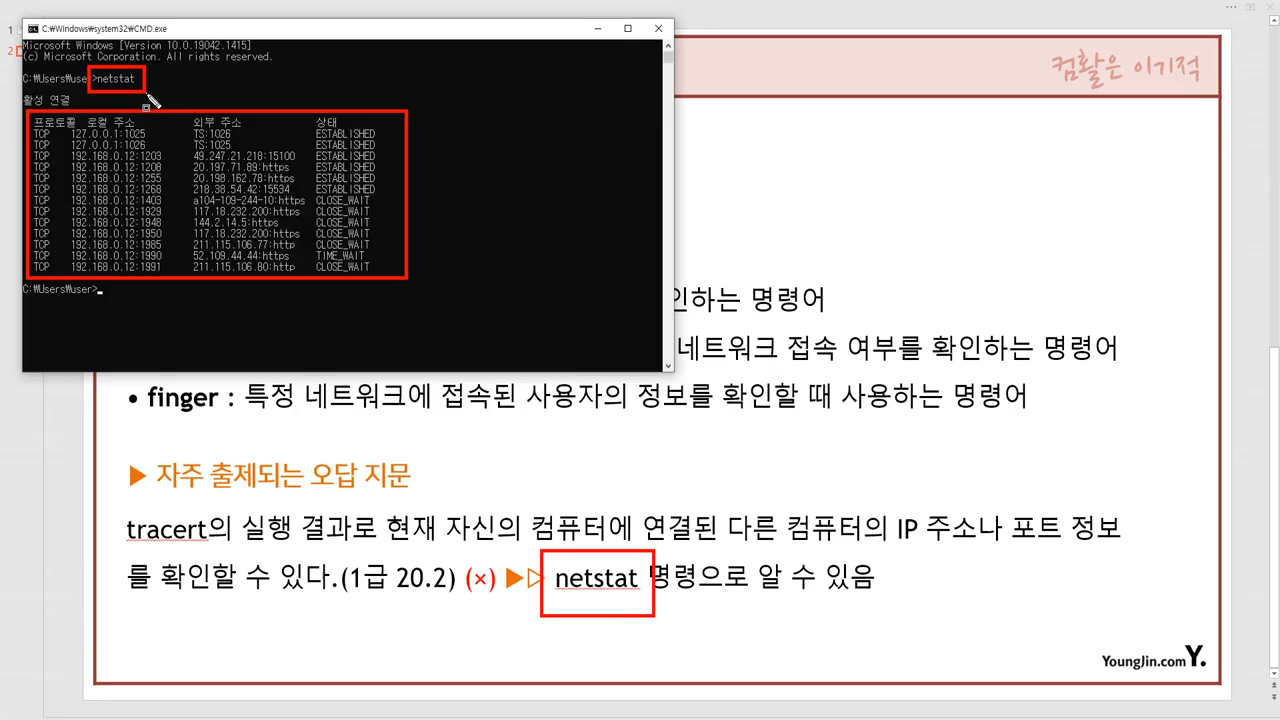 C:₩Windows₩system32₩CMD.exe
Microsoft Windows [Version 10.0.19042.1415]
(c) Microsoft Corporation. All rights reserved.
C:₩Users₩user>netstat
활성 연결
프로토콜 로컬 주소 외부 주소 상태
TCP 127.0.0.1:1025 TS:1026 ESTABLISHED
TCP 127.0.0.1:1026 TS:1025 ESTABLISHED
TCP 192.168.0.12:1203 49.247.21.218:15100 ESTABLISHED
TCP 192.168.0.12:1208 20.197.71.89:https ESTABLISHED
TCP 192.168.0.12:1255 20.198.162.78:https ESTABLISHED
TCP 192.168.0.12:1268 218.38.54.42:15534 ESTABLISHED
TCP 192.168.0.12:1403 a104-109-244-10:https CLOSE_WAIT
TCP 192.168.0.12:1929 117.18.232.200:https CLOSE_WAIT
TCP 192.168.0.12:1948 144.2.14.5:https CLOSE_WAIT
TCP 192.168.0.12:1950 117.18.232.200:https CLOSE_WAIT
TCP 192.168.0.12:1985 211.115.106.77:http CLOSE_WAIT
TCP 192.168.0.12:1990 52.109.44.44:https TIME_WAIT
TCP 192.168.0.12:1991 211.115.106.80:http CLOSE_WAIT
C:₩Users₩user>
1
2
컴활은 이기적
인하는 명령어
네트워크 접속 여부를 확인하는 명령어
• finger : 특정 네트워크에 접속된 사용자의 정보를 확인할 때 사용하는 명령어
▶ 자주 출제되는 오답 지문
tracert의 실행 결과로 현재 자신의 컴퓨터에 연결된 다른 컴퓨터의 IP 주소나 포트 정보
를 확인할 수 있다.(1급 20.2) (×) ▶▷ netstat 명령으로 알 수 있음
YoungJin.com Y.